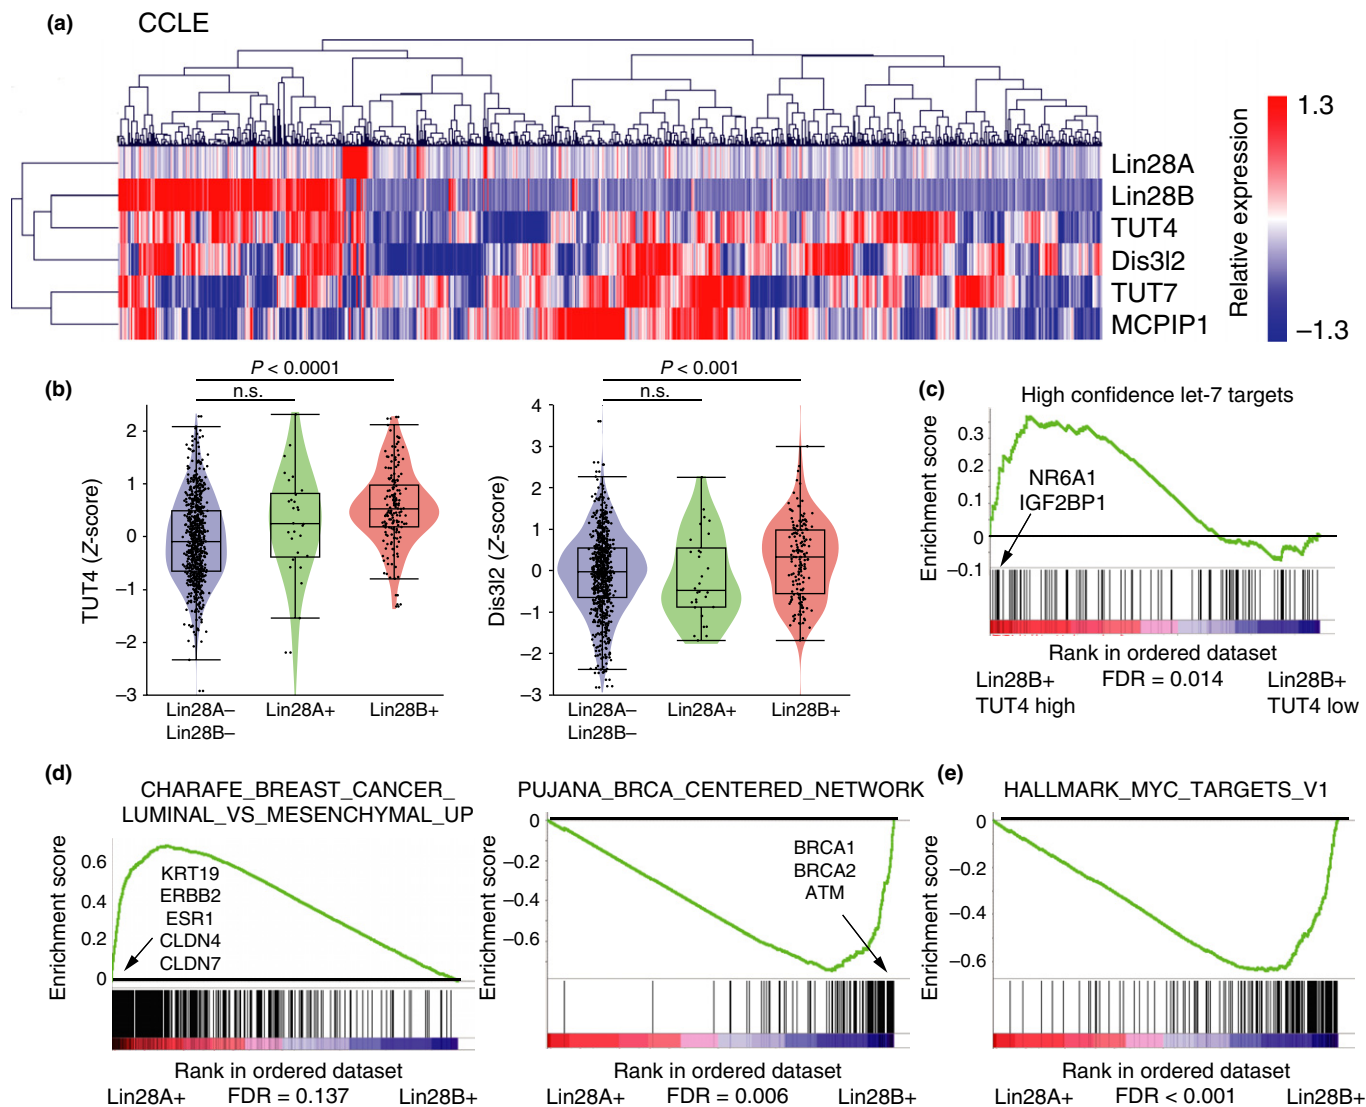 (a)
CCLE
Lin28A
Lin28B
TUT4
Dis3l2
TUT7
MCPIP1
Relative expression
1.3
–1.3
(b)
P < 0.0001
n.s.
TUT4 (Z-score)
2
1
0
–1
–2
–3
Lin28A–
Lin28B–
Lin28A+
Lin28B+
P < 0.001
n.s.
Dis3l2 (Z-score)
4
3
2
1
0
–1
–2
–3
Lin28A–
Lin28B–
Lin28A+
Lin28B+
(c)
High confidence let-7 targets
Enrichment score
0.3
0.2
0.1
0
–0.1
NR6A1
IGF2BP1
Rank in ordered dataset
Lin28B+
TUT4 high
FDR = 0.014
Lin28B+
TUT4 low
(d)
CHARAFE_BREAST_CANCER_
LUMINAL_VS_MESENCHYMAL_UP
Enrichment score
0.6
0.4
0.2
0
KRT19
ERBB2
ESR1
CLDN4
CLDN7
Rank in ordered dataset
Lin28A+ FDR = 0.137 Lin28B+
PUJANA_BRCA_CENTERED_NETWORK
Enrichment score
0
–0.2
–0.4
–0.6
BRCA1
BRCA2
ATM
Rank in ordered dataset
Lin28A+ FDR = 0.006 Lin28B+
(e)
HALLMARK_MYC_TARGETS_V1
Enrichment score
0
–0.2
–0.4
–0.6
Rank in ordered dataset
Lin28A+ FDR < 0.001 Lin28B+